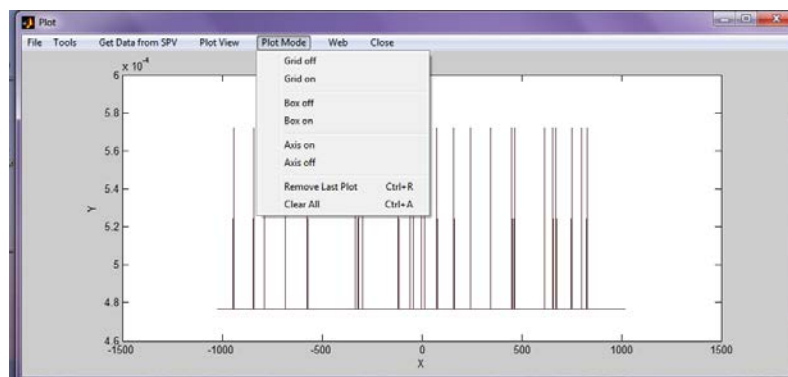 Plot
File Tools Get Data from SPV Plot View Plot Mode Web Close
Grid off
Grid on
Box off
Box on
Axis on
Axis off
Remove Last Plot Ctrl+R
Clear All Ctrl+A
x 10^-4
6
5.8
5.6
5.4
5.2
5
4.8
4.6
Y
-1500 -1000 -500 0 500 1000 1500
X